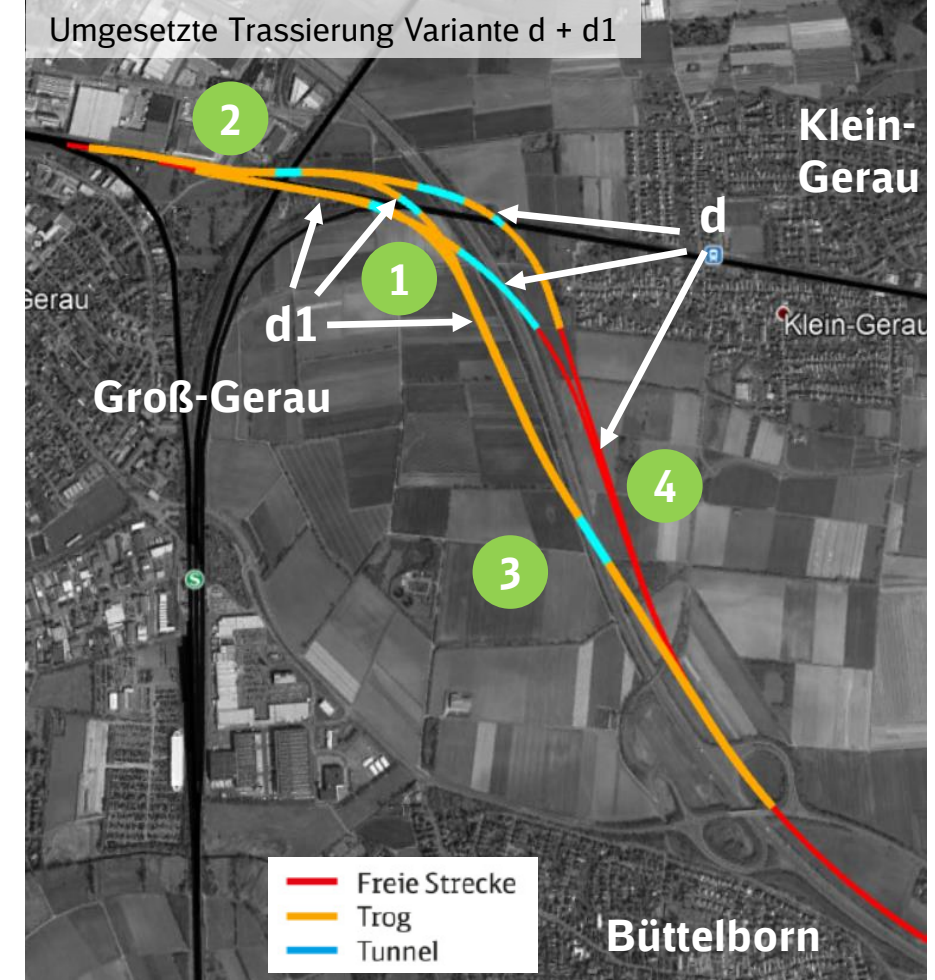 Umgesetzte Trassierung Variante d + d1
2
Klein-
Gerau
d
1
Gerau
d1
Klein-Gerau
Groß-Gerau
4
3
S
Freie Strecke
Trog
Tunnel
Büttelborn